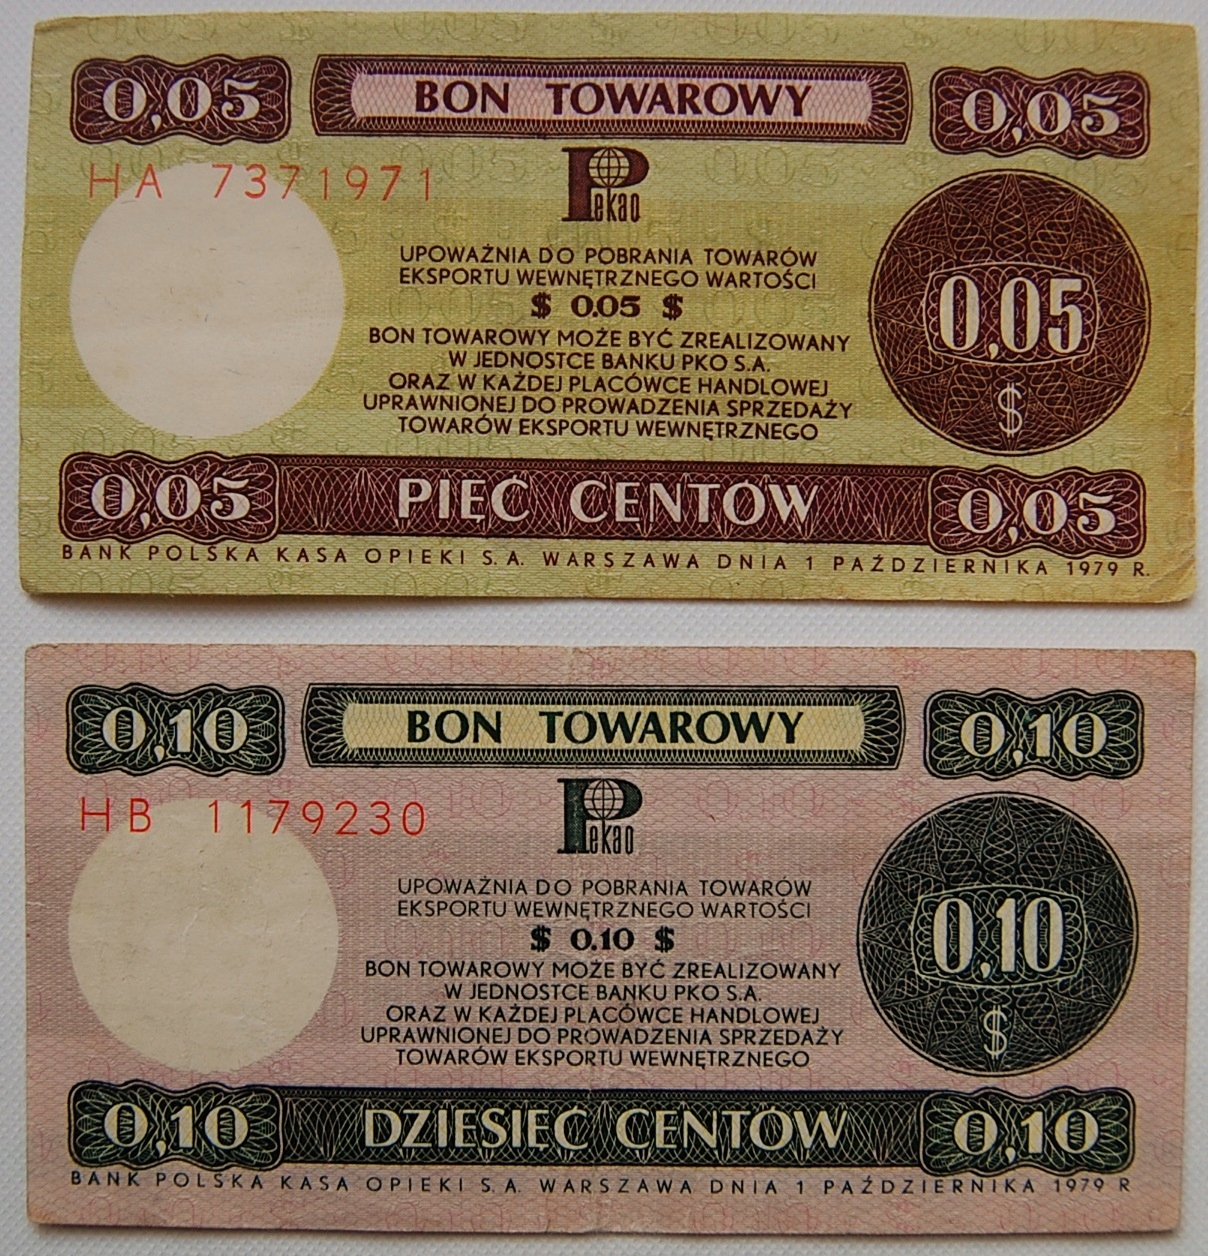 0,05 BON TOWAROWY 0,05
HA 7371971
Pekao
UPOWAŻNIA DO POBRANIA TOWARÓW
EKSPORTU WEWNĘTRZNEGO WARTOŚCI
$ 0.05 $
BON TOWAROWY MOŻE BYĆ ZREALIZOWANY
W JEDNOSTCE BANKU PKO S.A.
ORAZ W KAŻDEJ PLACÓWCE HANDLOWEJ
UPRAWNIONEJ DO PROWADZENIA SPRZEDAŻY
TOWARÓW EKSPORTU WEWNĘTRZNEGO
0,05
$
0,05 PIĘĆ CENTÓW 0,05
BANK POLSKA KASA OPIEKI S.A. WARSZAWA DNIA 1 PAŹDZIERNIKA 1979 R.
0,10 BON TOWAROWY 0,10
HB 1179230
Pekao
UPOWAŻNIA DO POBRANIA TOWARÓW
EKSPORTU WEWNĘTRZNEGO WARTOŚCI
$ 0.10 $
BON TOWAROWY MOŻE BYĆ ZREALIZOWANY
W JEDNOSTCE BANKU PKO S.A.
ORAZ W KAŻDEJ PLACÓWCE HANDLOWEJ
UPRAWNIONEJ DO PROWADZENIA SPRZEDAŻY
TOWARÓW EKSPORTU WEWNĘTRZNEGO
0,10
$
0,10 DZIESIĘĆ CENTÓW 0,10
BANK POLSKA KASA OPIEKI S.A. WARSZAWA DNIA 1 PAŹDZIERNIKA 1979 R